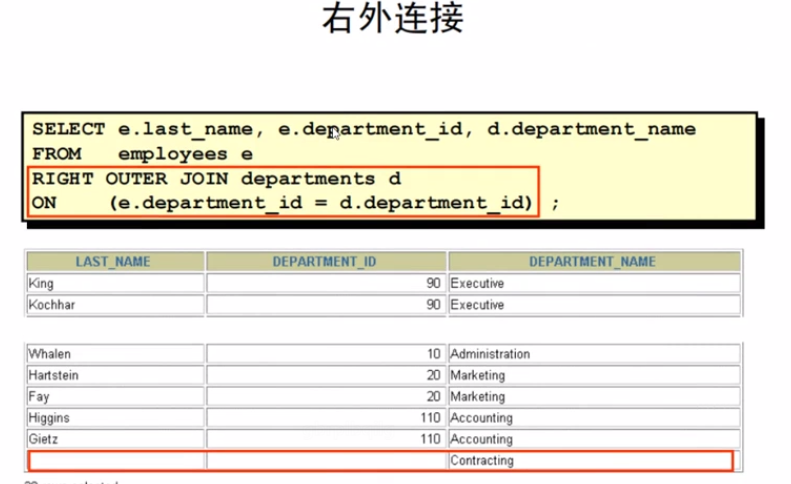 右外连接
SELECT e.last_name, e.department_id, d.department_name
FROM employees e
RIGHT OUTER JOIN departments d
ON (e.department_id = d.department_id) ;
LAST_NAME DEPARTMENT_ID DEPARTMENT_NAME
King 90 Executive
Kochhar 90 Executive
Whalen 10 Administration
Hartstein 20 Marketing
Fay 20 Marketing
Higgins 110 Accounting
Gietz 110 Accounting
Contracting